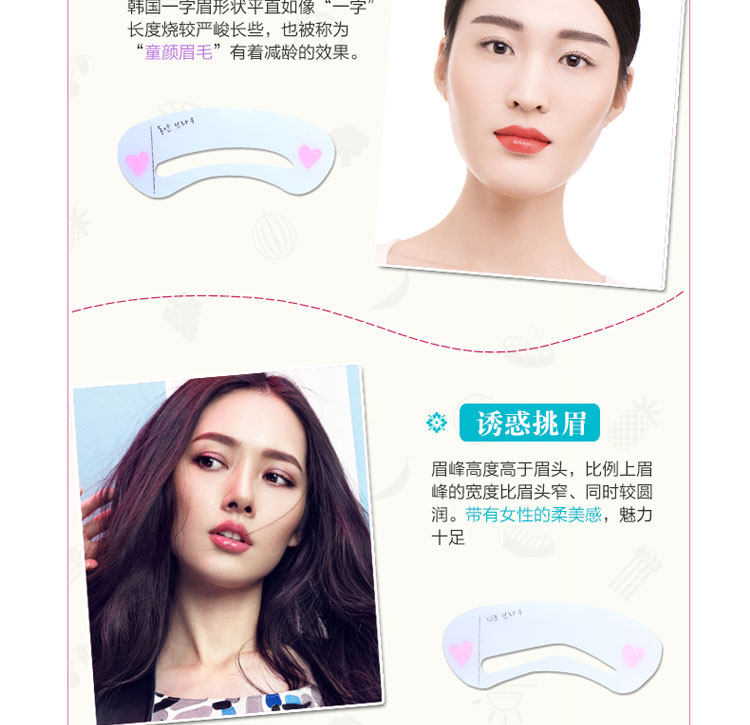 韩国一字眉形状平直如像“一字”
长度烧较严峻长些，也被称为
“童颜眉毛”有着减龄的效果。
诱惑挑眉
眉峰高度高于眉头，比例上眉
峰的宽度比眉头窄、同时较圆
润。带有女性的柔美感，魅力
十足